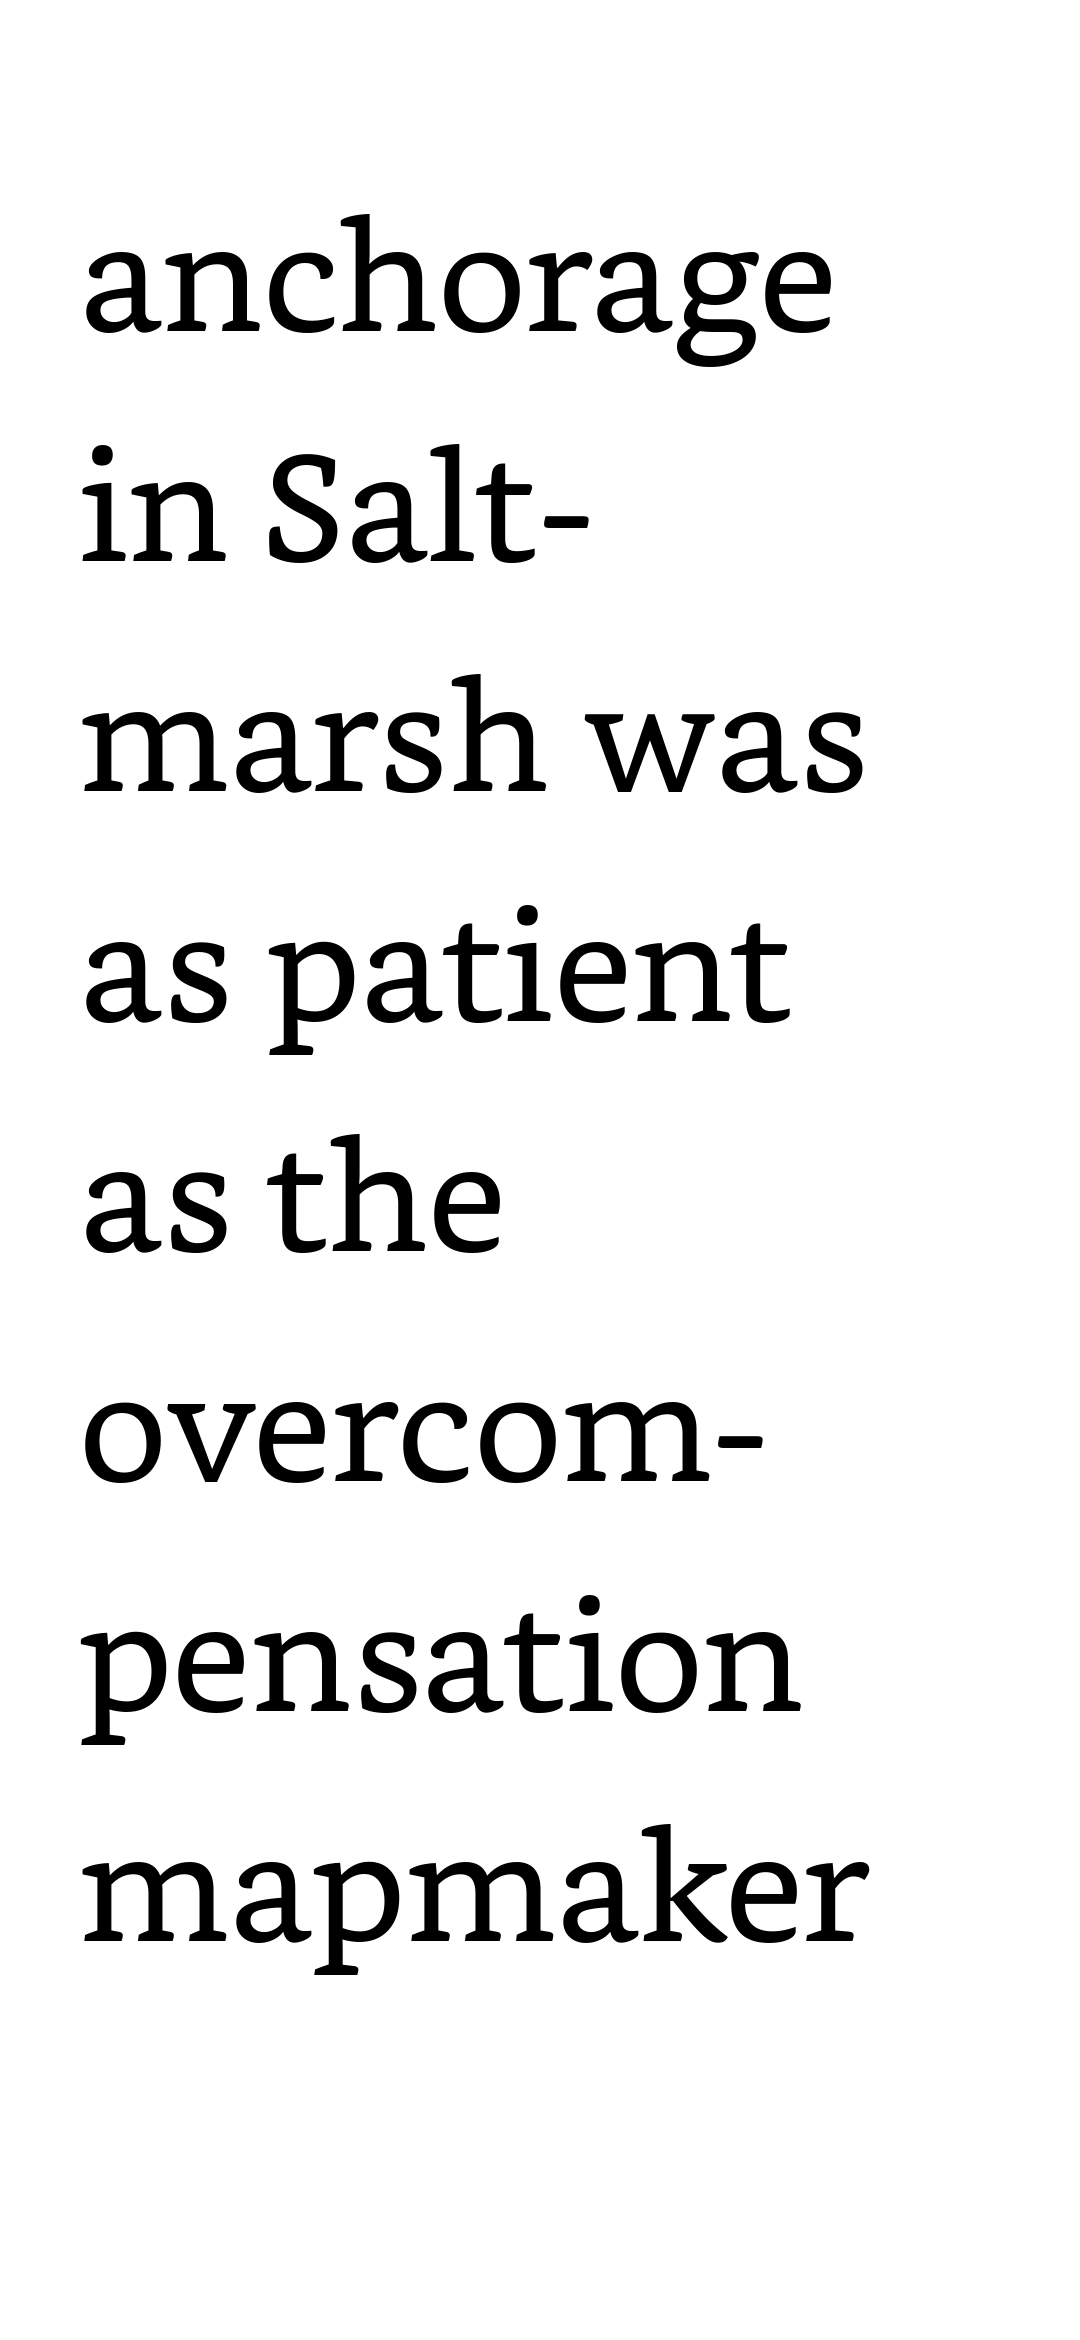 anchorage
in Salt-
marsh was
as patient
as the
overcom-
pensation
mapmaker